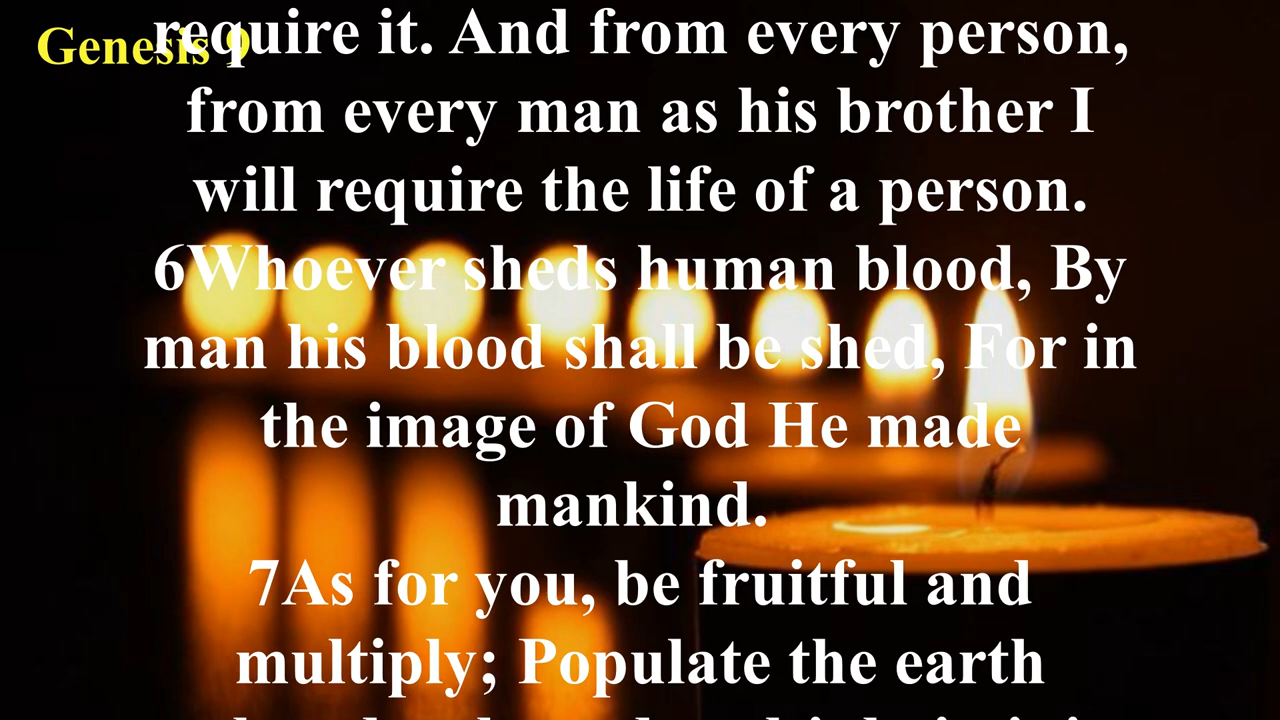 Genesis 9
require it. And from every person,
from every man as his brother I
will require the life of a person.
6Whoever sheds human blood, By
man his blood shall be shed, For in
the image of God He made
mankind.
7As for you, be fruitful and
multiply; Populate the earth